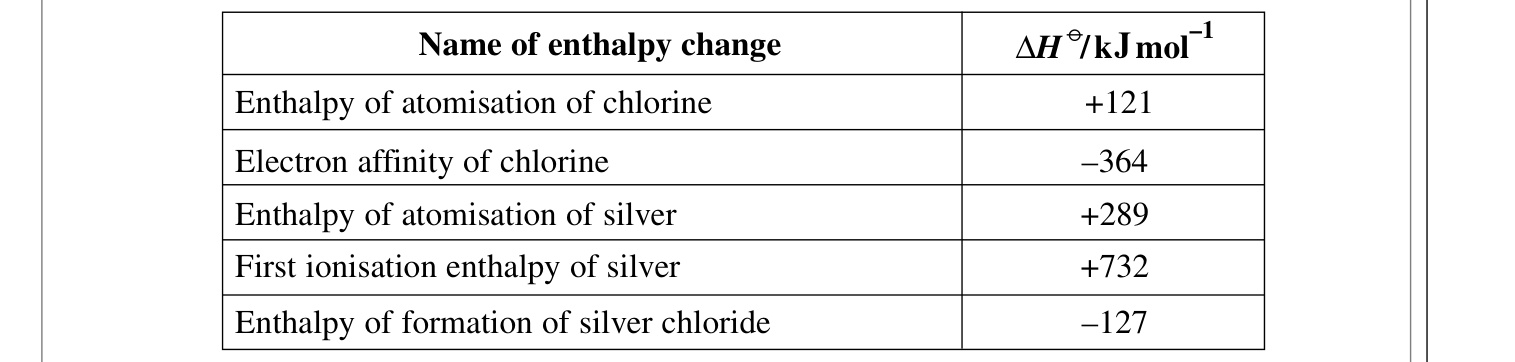 Name of enthalpy change ΔH⦵/kJ mol⁻¹
Enthalpy of atomisation of chlorine +121
Electron affinity of chlorine –364
Enthalpy of atomisation of silver +289
First ionisation enthalpy of silver +732
Enthalpy of formation of silver chloride –127